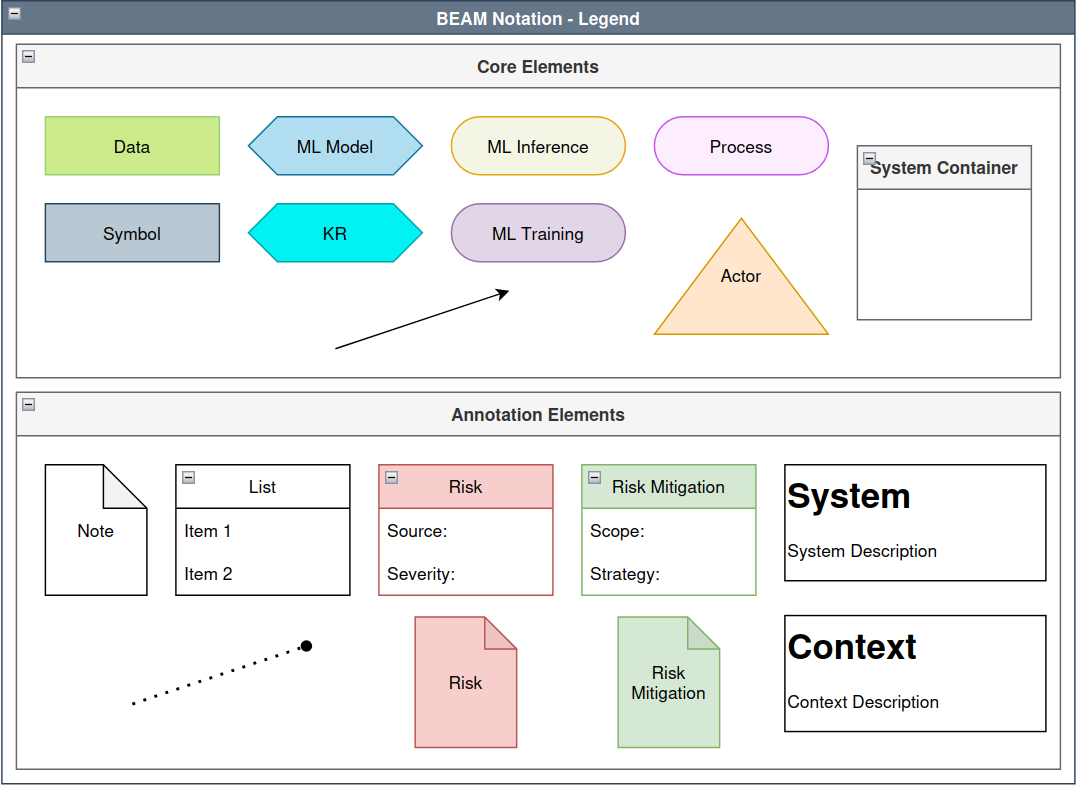 BEAM Notation - Legend
Core Elements
Data
ML Model
ML Inference
Process
System Container
Symbol
KR
ML Training
Actor
Annotation Elements
Note
List
Item 1
Item 2
Risk
Source:
Severity:
Risk Mitigation
Scope:
Strategy:
System
System Description
Risk
Risk
Mitigation
Context
Context Description